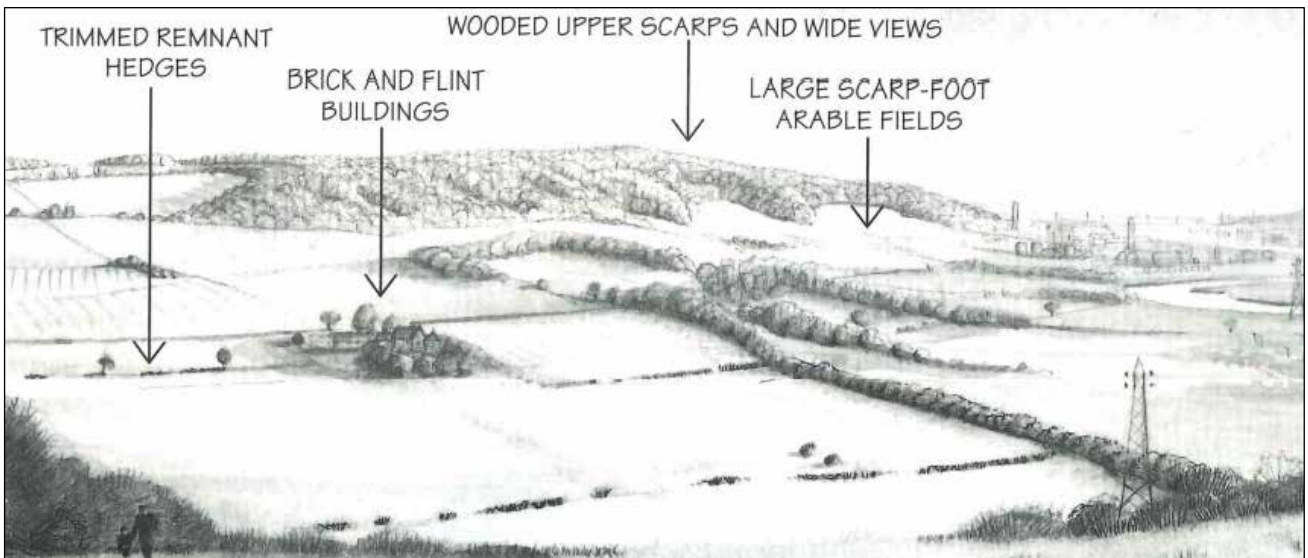 TRIMMED REMNANT
HEDGES
BRICK AND FLINT
BUILDINGS
WOODED UPPER SCARPS AND WIDE VIEWS
LARGE SCARP-FOOT
ARABLE FIELDS